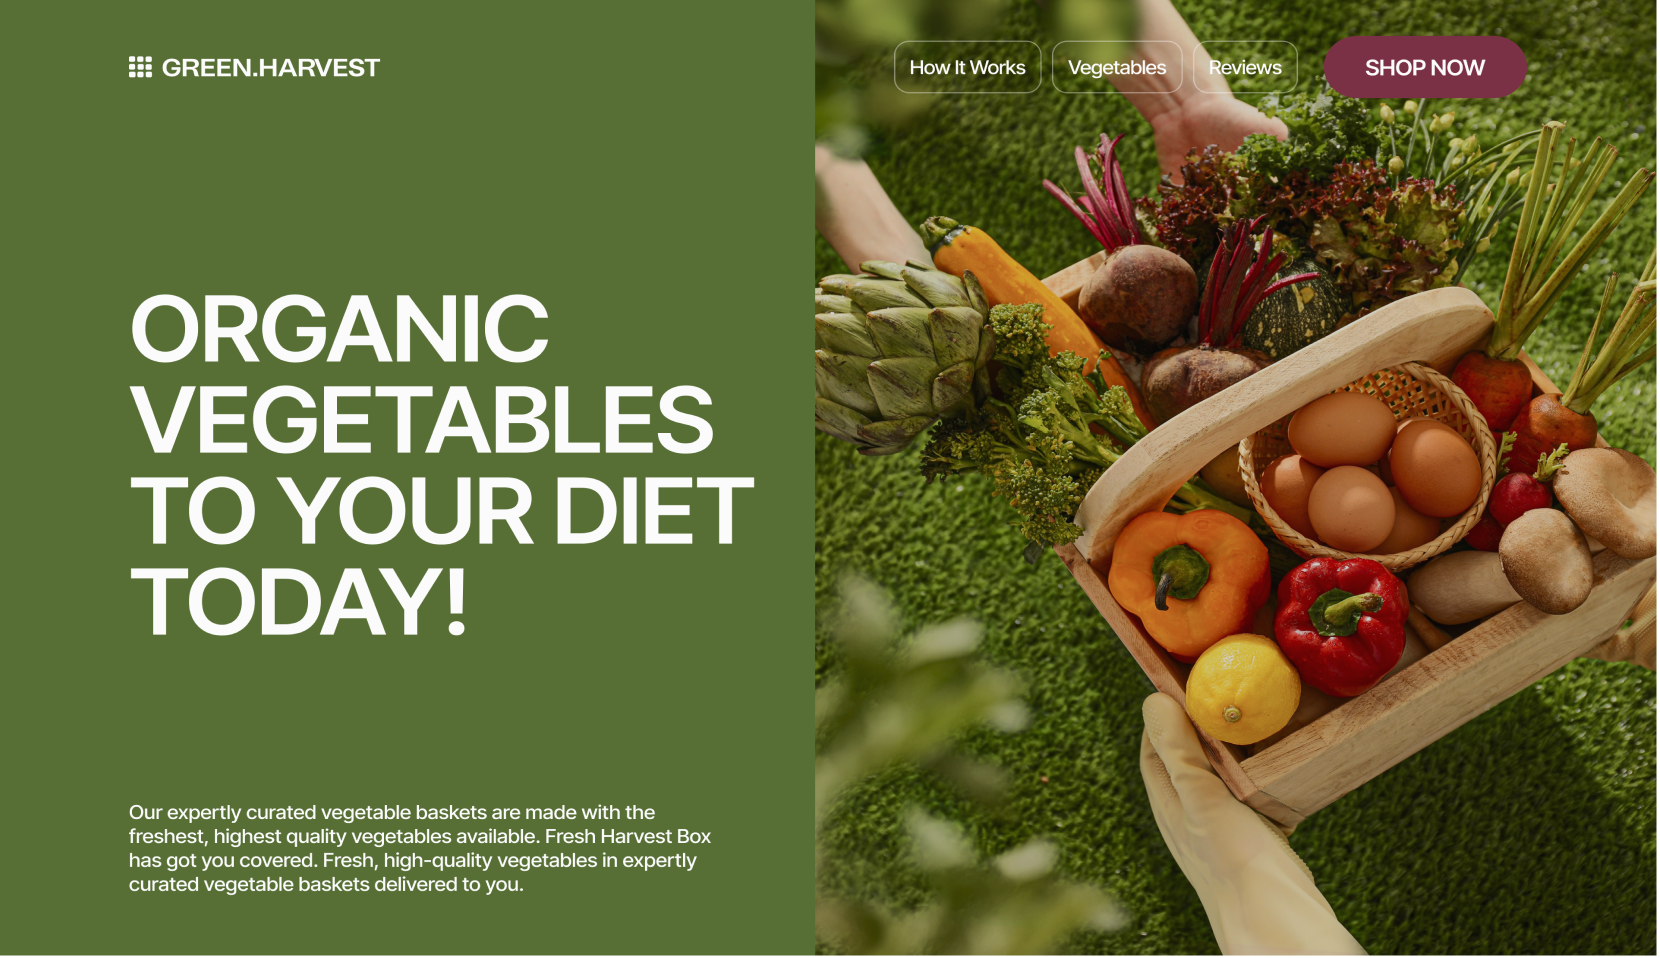 GREEN.HARVEST
How It Works
Vegetables
Reviews
SHOP NOW
ORGANIC
VEGETABLES
TO YOUR DIET
TODAY!
Our expertly curated vegetable baskets are made with the
freshest, highest quality vegetables available. Fresh Harvest Box
has got you covered. Fresh, high-quality vegetables in expertly
curated vegetable baskets delivered to you.